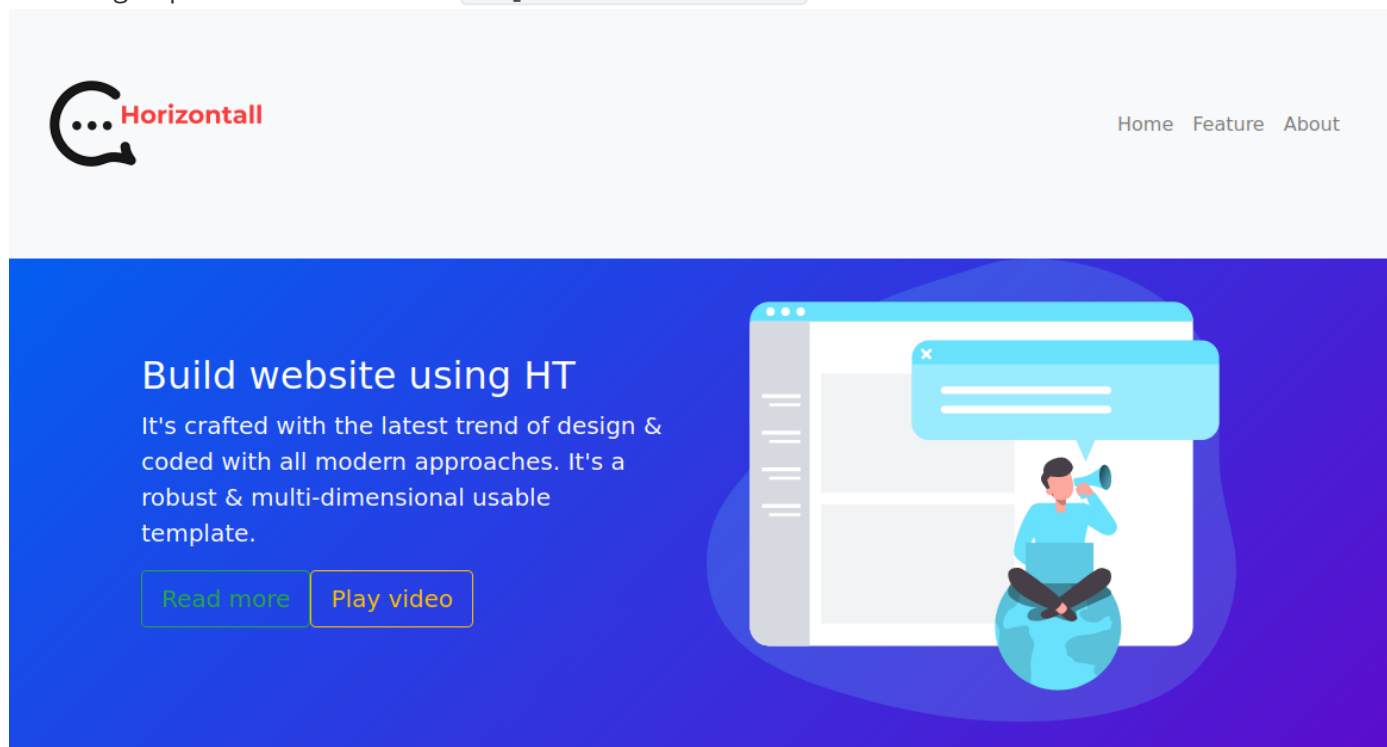 Horizontall
Home Feature About
Build website using HT
It's crafted with the latest trend of design &
coded with all modern approaches. It's a
robust & multi-dimensional usable
template.
Read more Play video